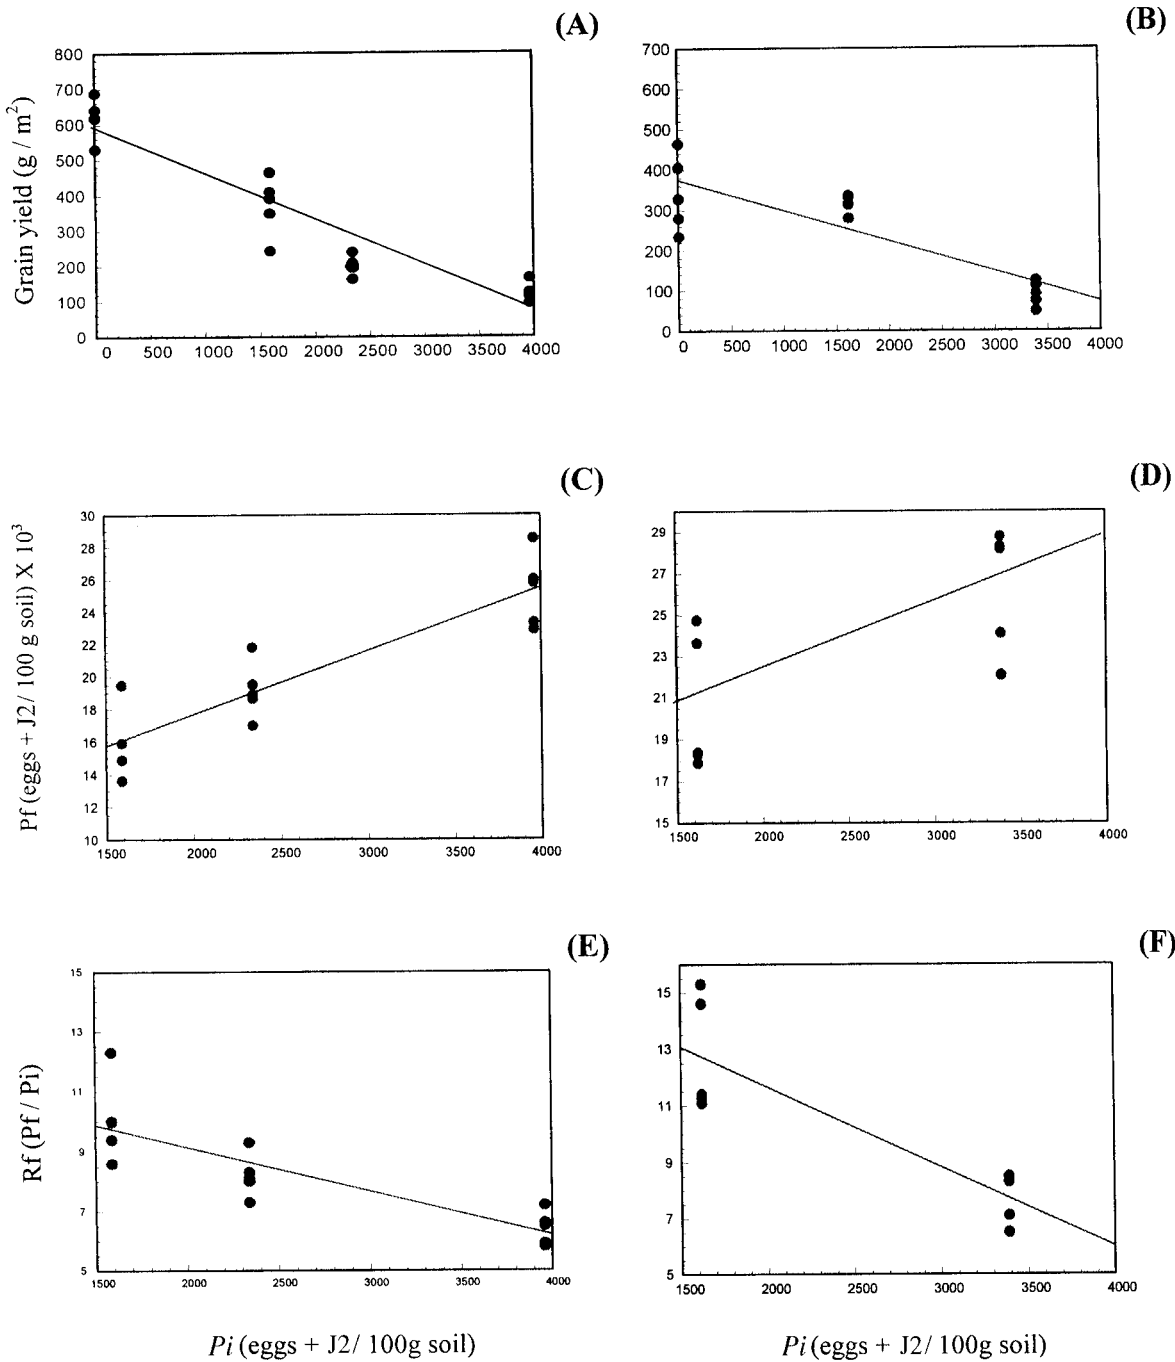 (A)
(B)
800
700
600
500
400
300
200
100
0
0 500 1000 1500 2000 2500 3000 3500 4000
Grain yield (g / m²)
700
600
500
400
300
200
100
0
0 500 1000 1500 2000 2500 3000 3500 4000
(C)
(D)
30
28
26
24
22
20
18
16
14
12
10
1500 2000 2500 3000 3500 4000
Pf (eggs + J2/ 100 g soil) X 10³
29
27
25
23
21
19
17
15
1500 2000 2500 3000 3500 4000
(E)
(F)
15
13
11
9
7
5
1500 2000 2500 3000 3500 4000
Rf (Pf / Pi)
15
13
11
9
7
5
1500 2000 2500 3000 3500 4000
Pi (eggs + J2/ 100g soil)
Pi (eggs + J2/ 100g soil)